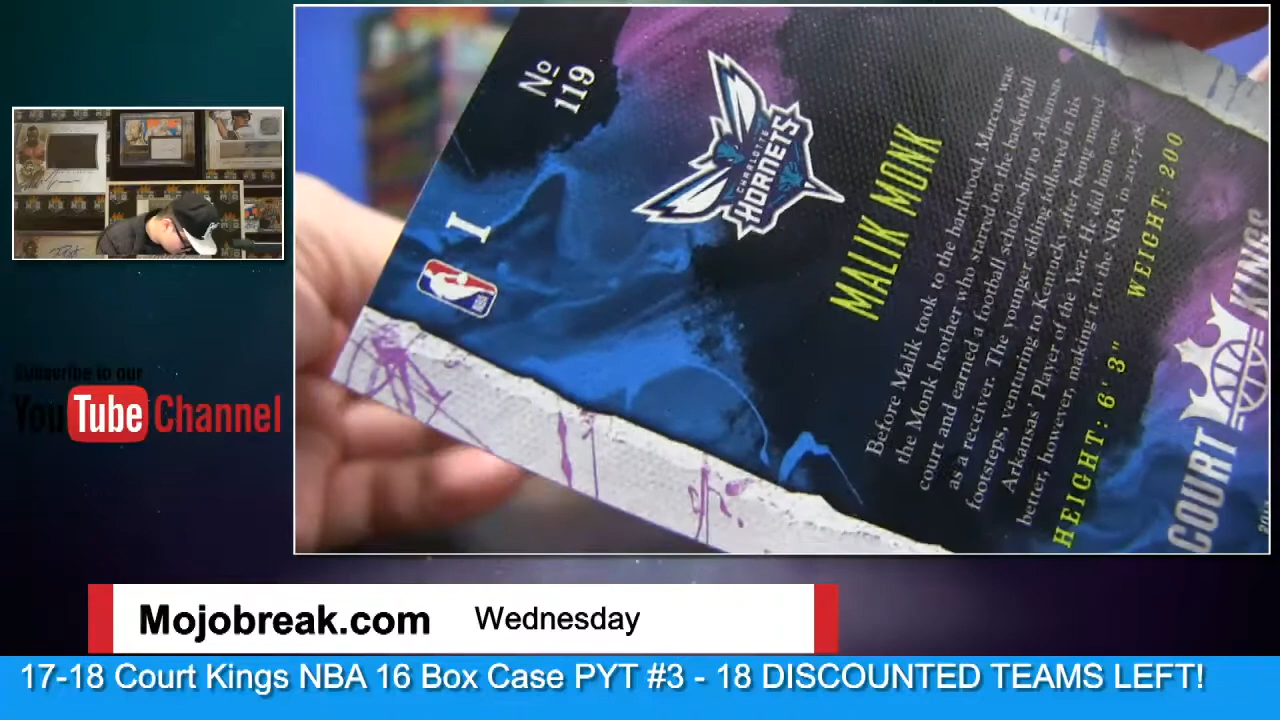 No
119
I
NBA
CHARLOTTE
HORNETS
MALIK MONK
Before Malik took to the hardwood, Marcus was
the Monk brother who starred on the basketball
court and earned a football scholarship to Arkansas
as a receiver. The younger sibling followed in his
footsteps, venturing to Kentucky after being named
Arkansas' Player of the Year. He did him one
better, however, making it to the NBA in 2017-18.
HEIGHT: 6' 3" WEIGHT: 200
COURT KINGS
Subscribe to our
YouTube Channel
Mojobreak.com Wednesday
17-18 Court Kings NBA 16 Box Case PYT #3 - 18 DISCOUNTED TEAMS LEFT!